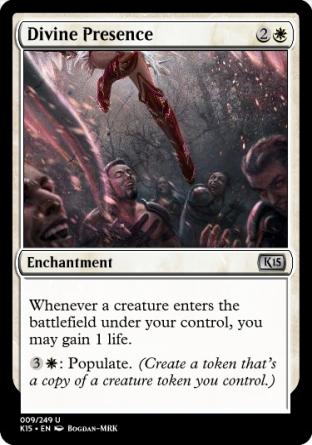 Divine Presence 2
K15
Enchantment
Whenever a creature enters the
battlefield under your control, you
may gain 1 life.
3 : Populate. (Create a token that's
a copy of a creature token you control.)
009/249 U
K15 • EN Bogdan-MRK